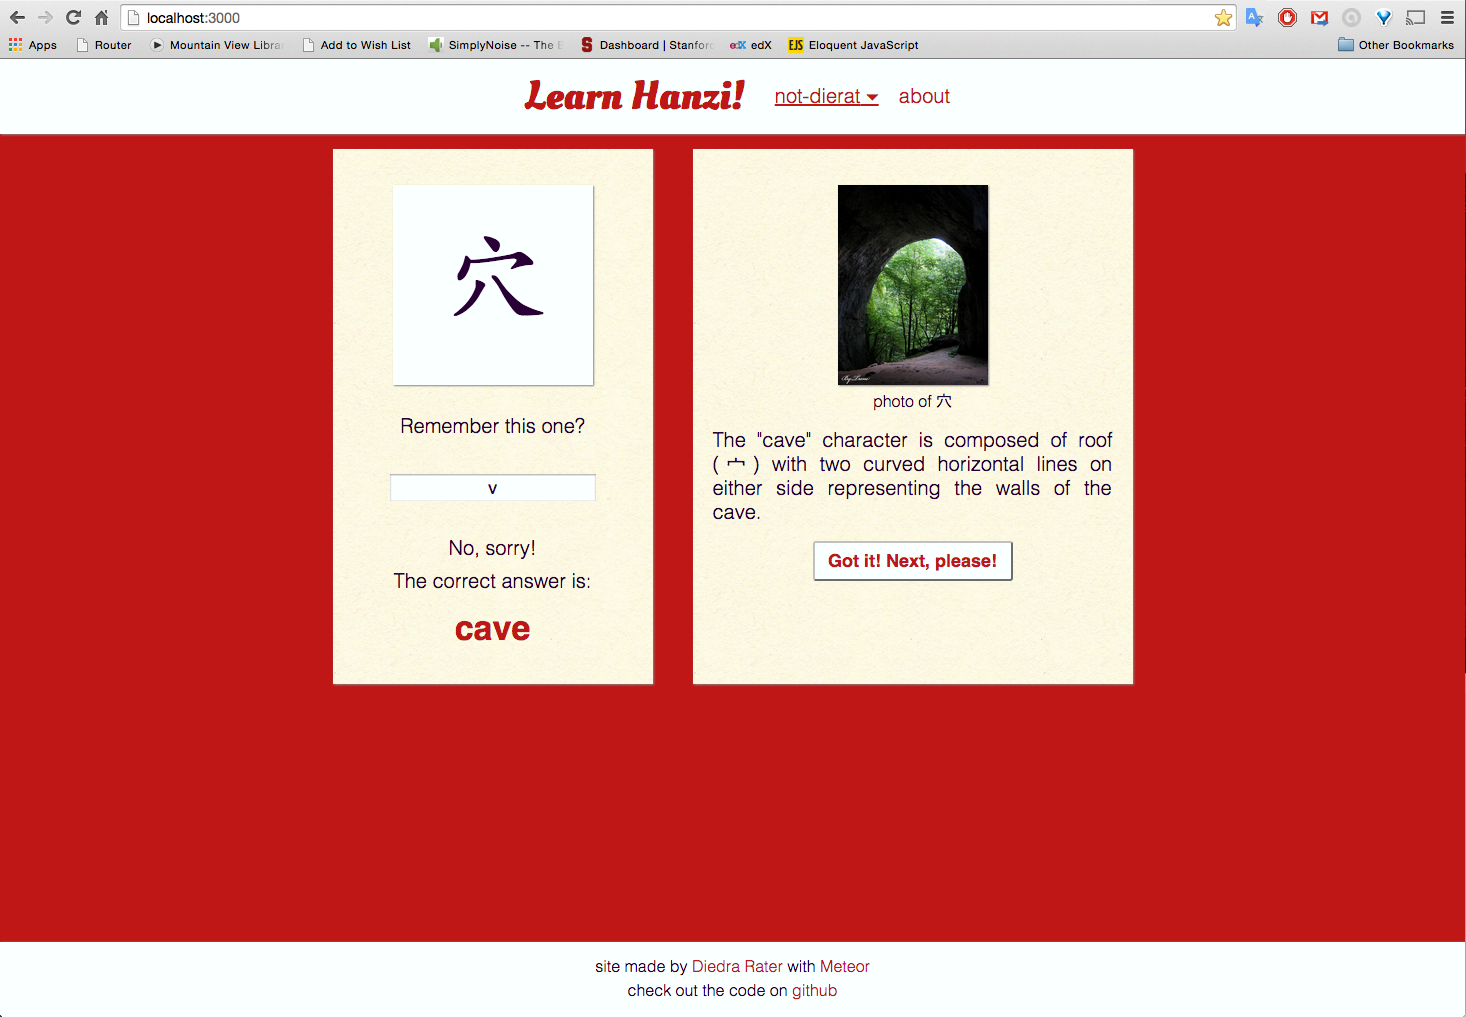 localhost:3000
Apps Router Mountain View Libra Add to Wish List SimplyNoise -- The E Dashboard | Stanford edX EJS Eloquent JavaScript Other Bookmarks
Learn Hanzi! not-dierat about
穴
Remember this one?
v
No, sorry!
The correct answer is:
cave
By:Irene
photo of 穴
The "cave" character is composed of roof
( 宀 ) with two curved horizontal lines on
either side representing the walls of the
cave.
Got it! Next, please!
site made by Diedra Rater with Meteor
check out the code on github